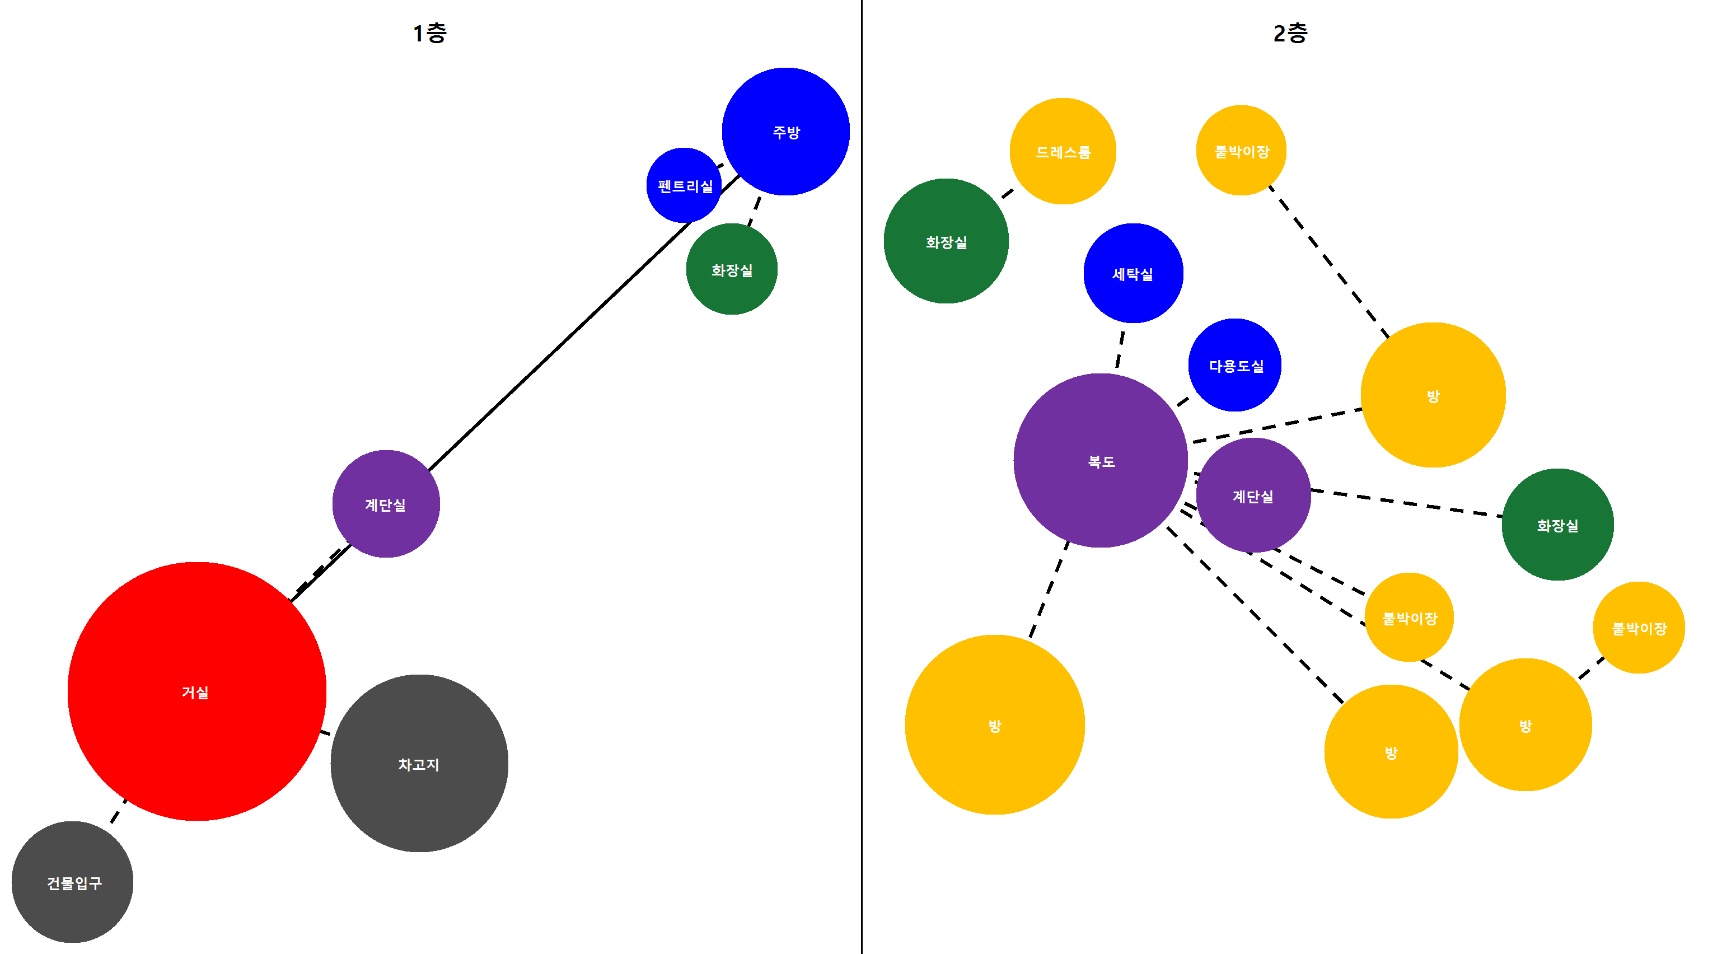 1층
주방
펜트리실
화장실
계단실
거실
차고지
건물입구
2층
드레스룸
붙박이장
화장실
세탁실
다용도실
방
복도
계단실
화장실
붙박이장
붙박이장
방
방
방